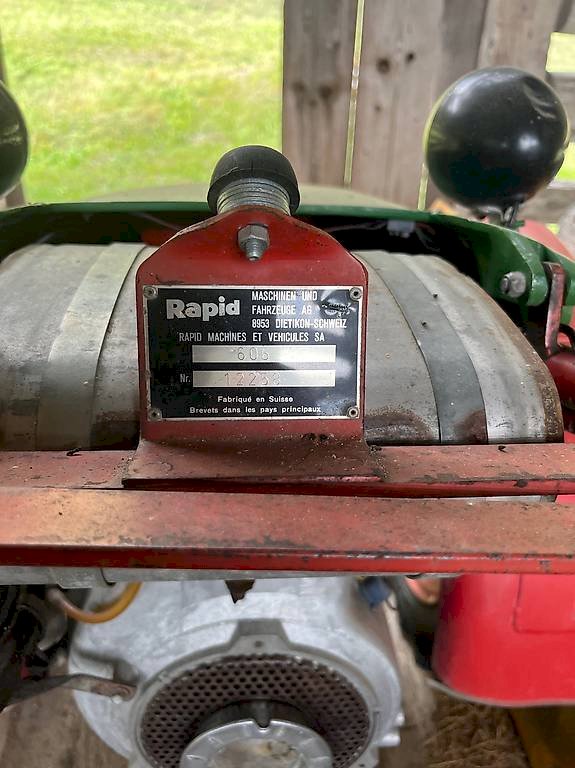 Rapid
MASCHINEN UND
FAHRZEUGE AG
8953 DIETIKON-SCHWEIZ
RAPID MACHINES ET VEHICULES SA
606
Nr. 12238
Fabriqué en Suisse
Brevets dans les pays principaux